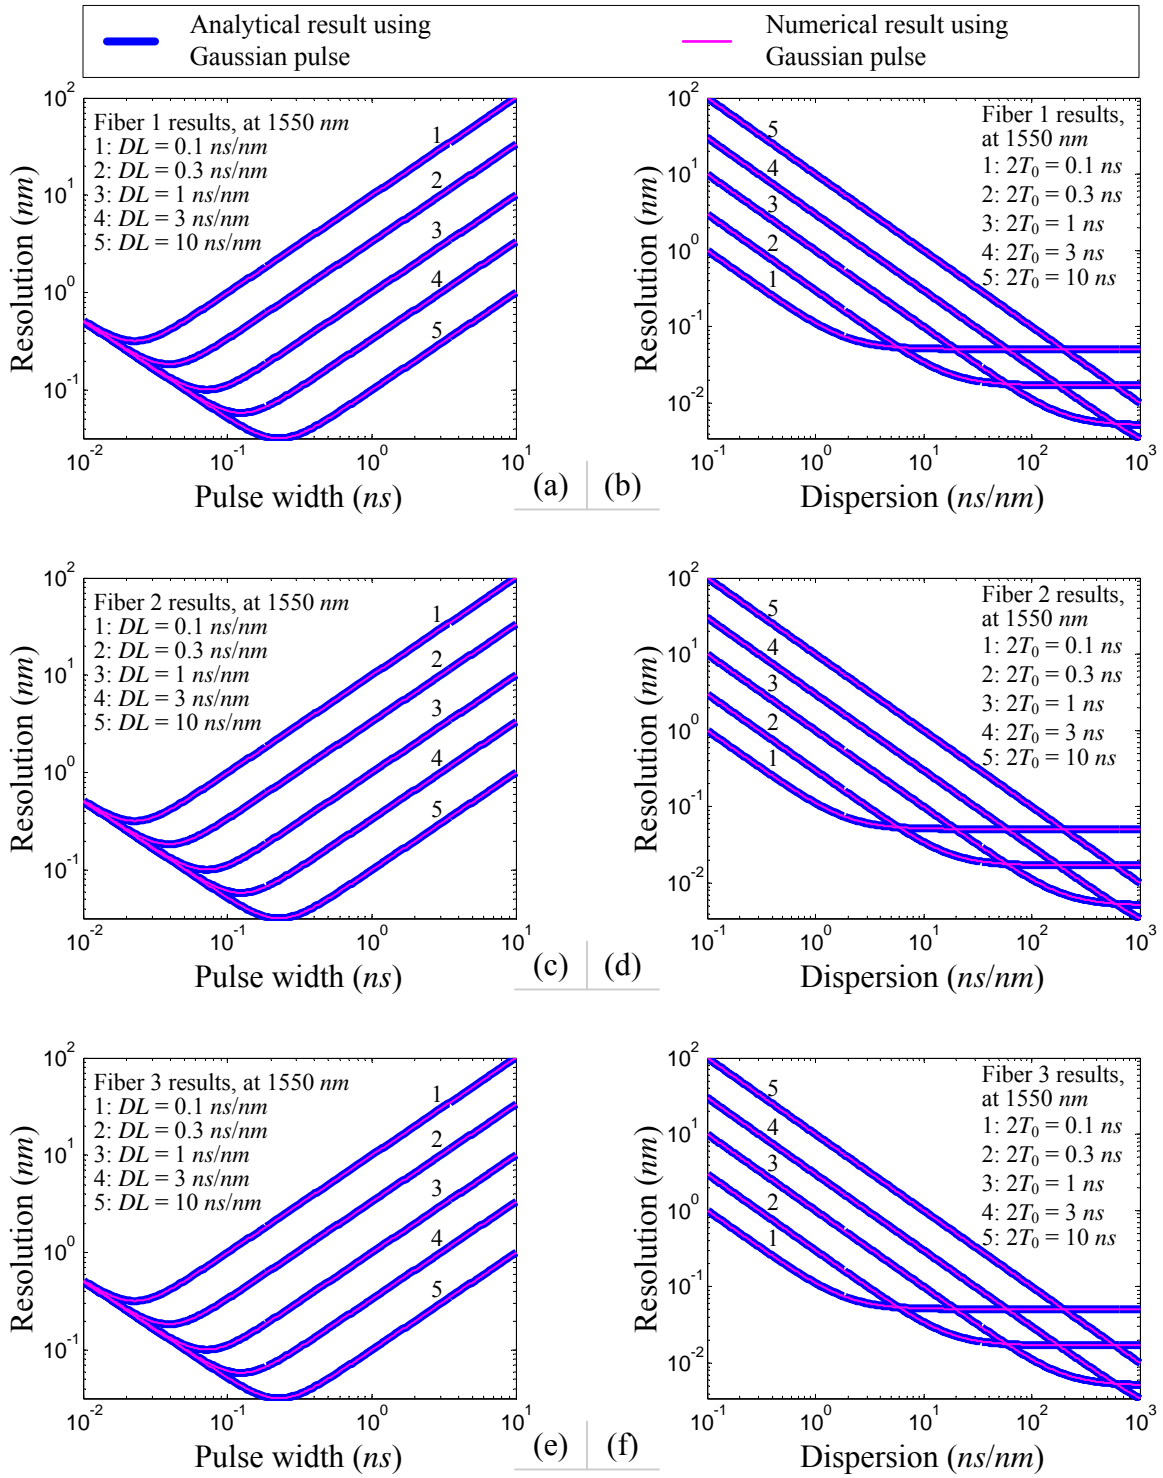 Analytical result using
Gaussian pulse
Numerical result using
Gaussian pulse
Fiber 1 results, at 1550 nm
1: DL = 0.1 ns/nm
2: DL = 0.3 ns/nm
3: DL = 1 ns/nm
4: DL = 3 ns/nm
5: DL = 10 ns/nm
1
2
3
4
5
10^2
10^1
10^0
10^-1
Resolution (nm)
10^-2
10^-1
10^0
10^1
Pulse width (ns)
(a)
Fiber 1 results,
at 1550 nm
1: 2T₀ = 0.1 ns
2: 2T₀ = 0.3 ns
3: 2T₀ = 1 ns
4: 2T₀ = 3 ns
5: 2T₀ = 10 ns
5
4
3
2
1
10^2
10^1
10^0
10^-1
10^-2
Resolution (nm)
10^-1
10^0
10^1
10^2
10^3
Dispersion (ns/nm)
(b)
Fiber 2 results, at 1550 nm
1: DL = 0.1 ns/nm
2: DL = 0.3 ns/nm
3: DL = 1 ns/nm
4: DL = 3 ns/nm
5: DL = 10 ns/nm
1
2
3
4
5
10^2
10^1
10^0
10^-1
Resolution (nm)
10^-2
10^-1
10^0
10^1
Pulse width (ns)
(c)
Fiber 2 results,
at 1550 nm
1: 2T₀ = 0.1 ns
2: 2T₀ = 0.3 ns
3: 2T₀ = 1 ns
4: 2T₀ = 3 ns
5: 2T₀ = 10 ns
5
4
3
2
1
10^2
10^1
10^0
10^-1
10^-2
Resolution (nm)
10^-1
10^0
10^1
10^2
10^3
Dispersion (ns/nm)
(d)
Fiber 3 results, at 1550 nm
1: DL = 0.1 ns/nm
2: DL = 0.3 ns/nm
3: DL = 1 ns/nm
4: DL = 3 ns/nm
5: DL = 10 ns/nm
1
2
3
4
5
10^2
10^1
10^0
10^-1
Resolution (nm)
10^-2
10^-1
10^0
10^1
Pulse width (ns)
(e)
Fiber 3 results,
at 1550 nm
1: 2T₀ = 0.1 ns
2: 2T₀ = 0.3 ns
3: 2T₀ = 1 ns
4: 2T₀ = 3 ns
5: 2T₀ = 10 ns
5
4
3
2
1
10^2
10^1
10^0
10^-1
10^-2
Resolution (nm)
10^-1
10^0
10^1
10^2
10^3
Dispersion (ns/nm)
(f)